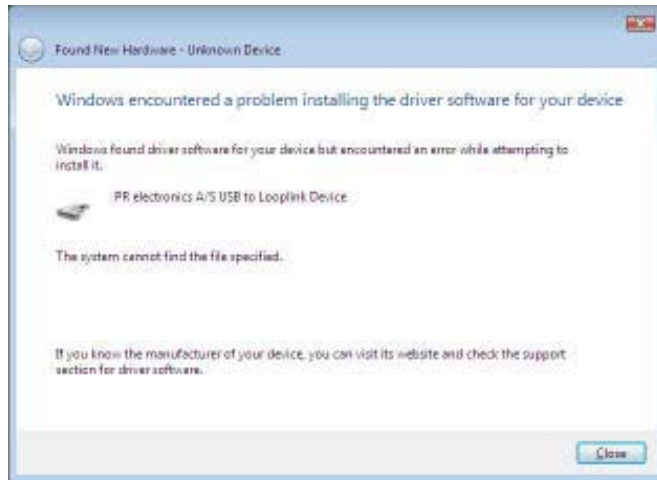 Found New Hardware - Unknown Device
Windows encountered a problem installing the driver software for your device
Windows found driver software for your device but encountered an error while attempting to
install it.
PR electronics A/S USB to Looplink Device
The system cannot find the file specified.
If you know the manufacturer of your device, you can visit its website and check the support
section for driver software.
Close